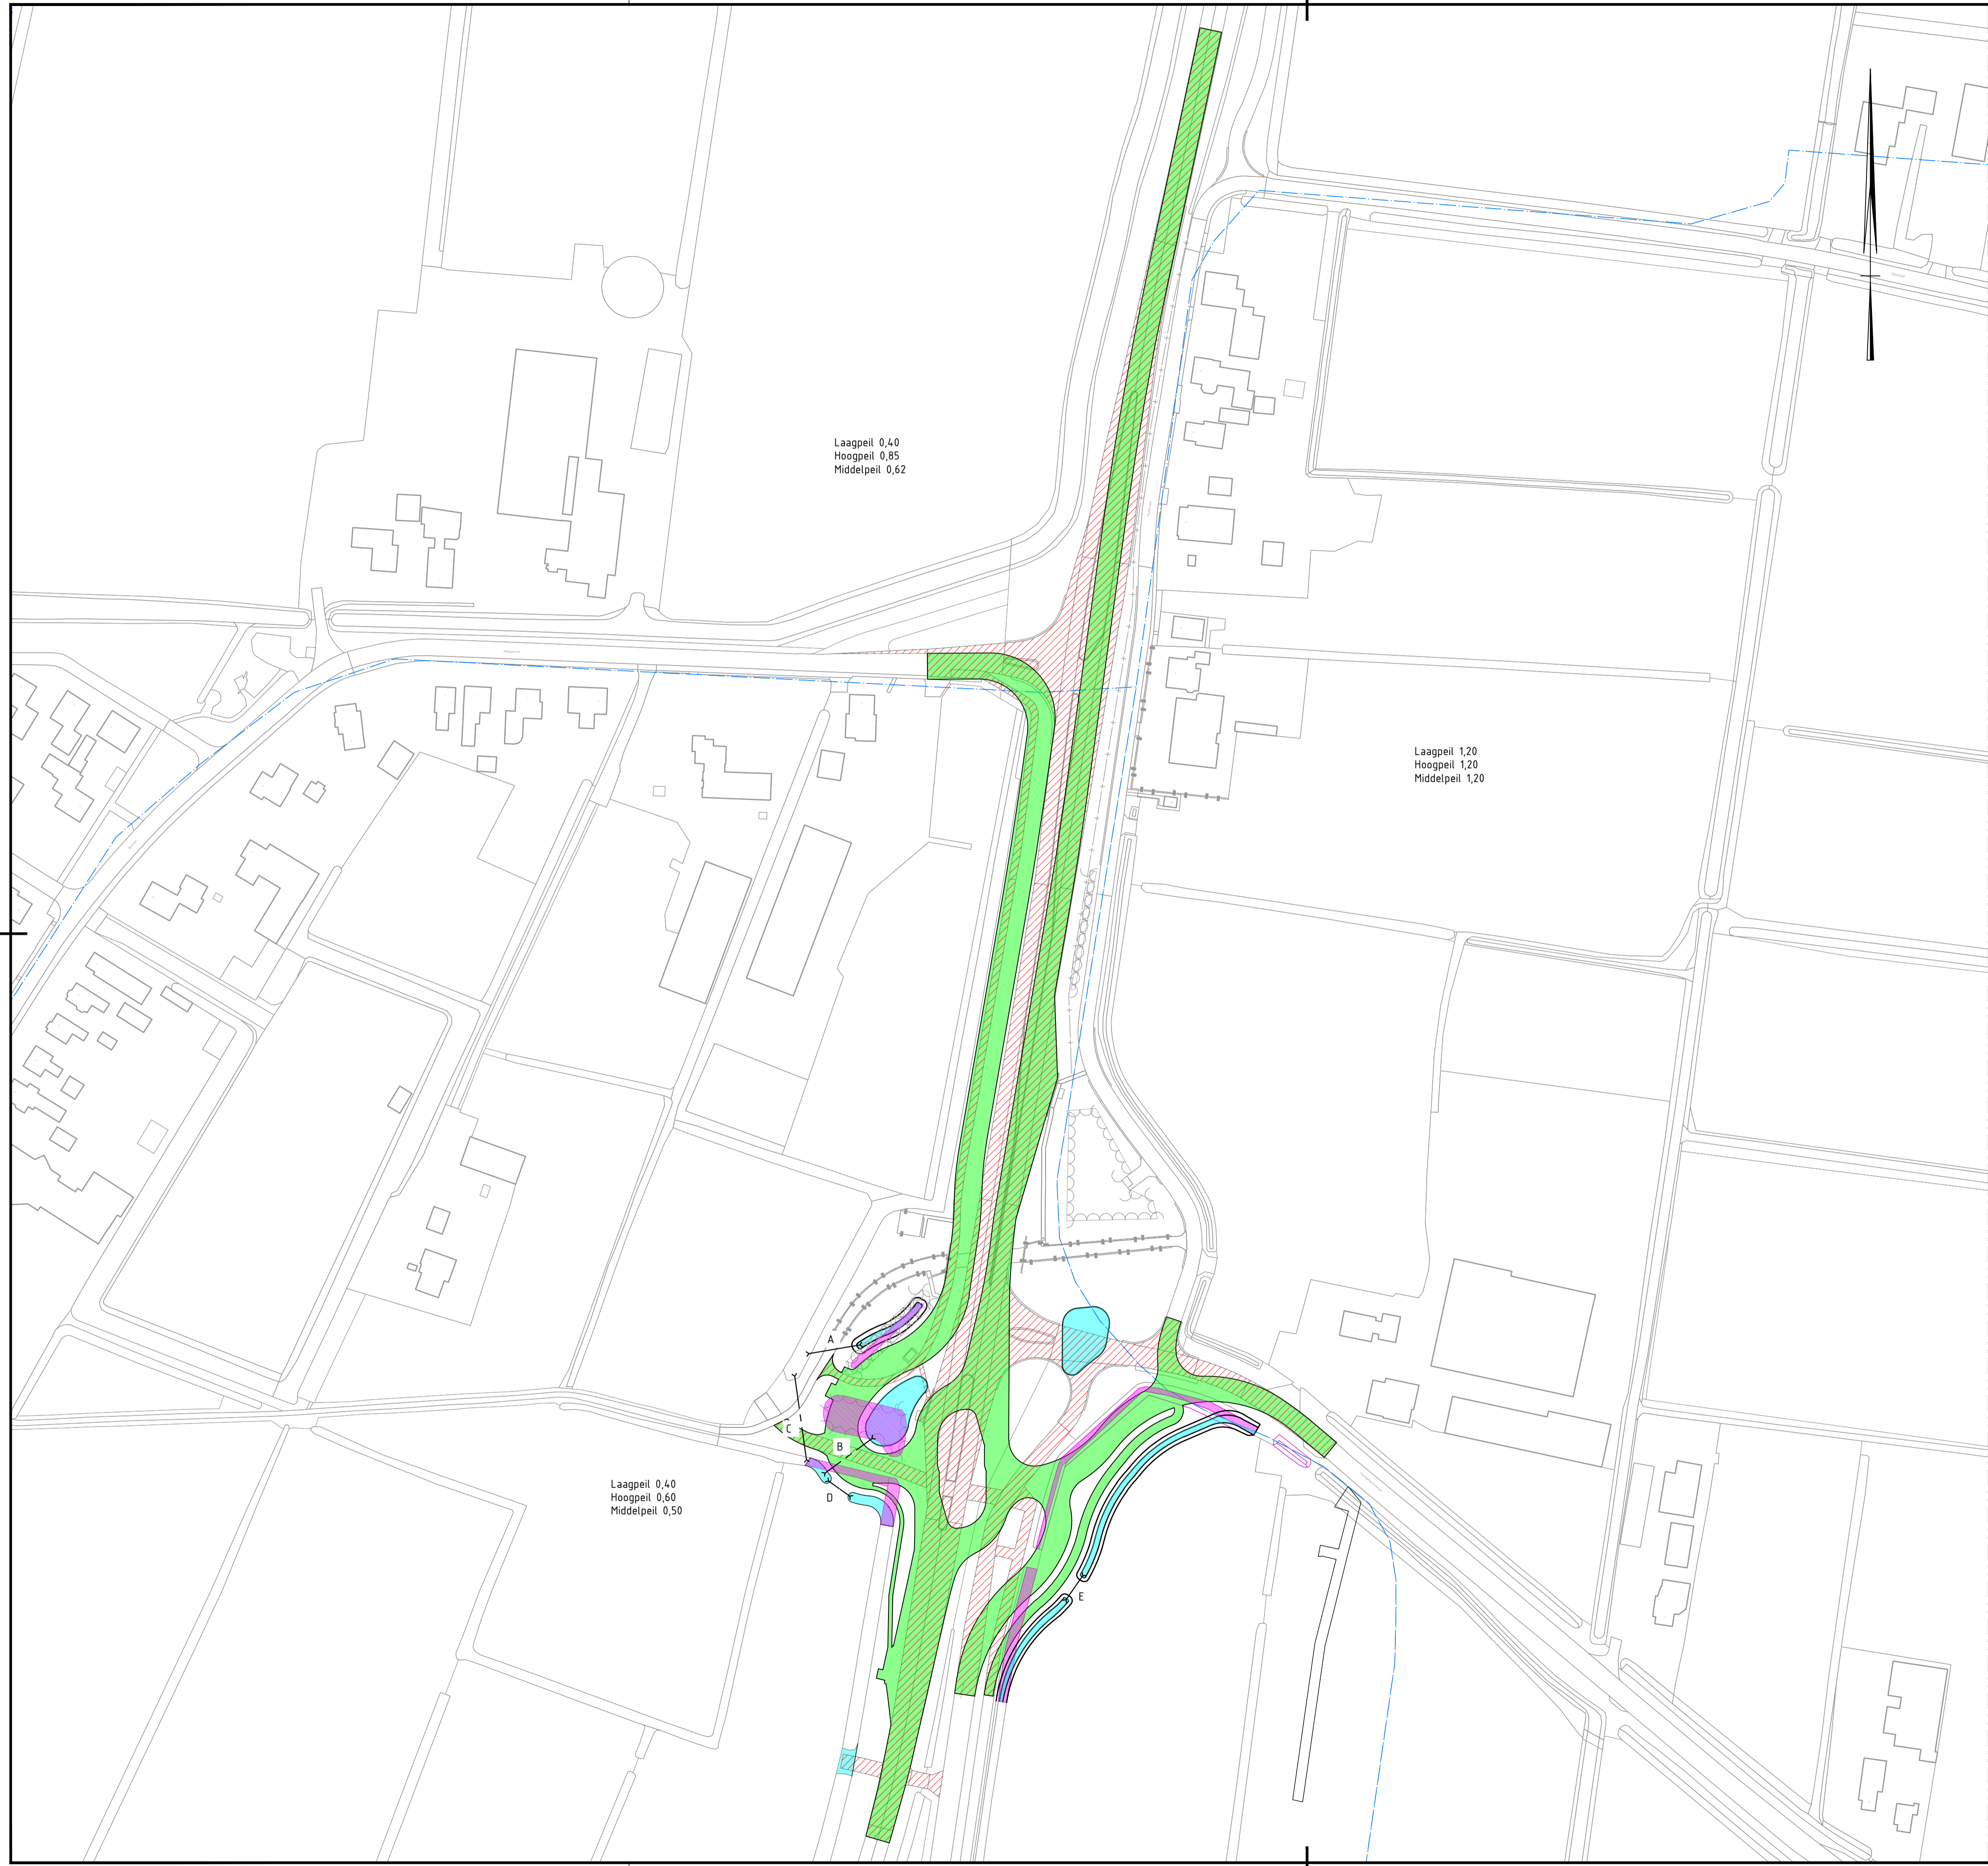 Laagpeil 0,40
Hoogpeil 0,85
Middelpeil 0,62
Laagpeil 1,20
Hoogpeil 1,20
Middelpeil 1,20
A
C
B
Laagpeil 0,40
Hoogpeil 0,60
Middelpeil 0,50
D
E